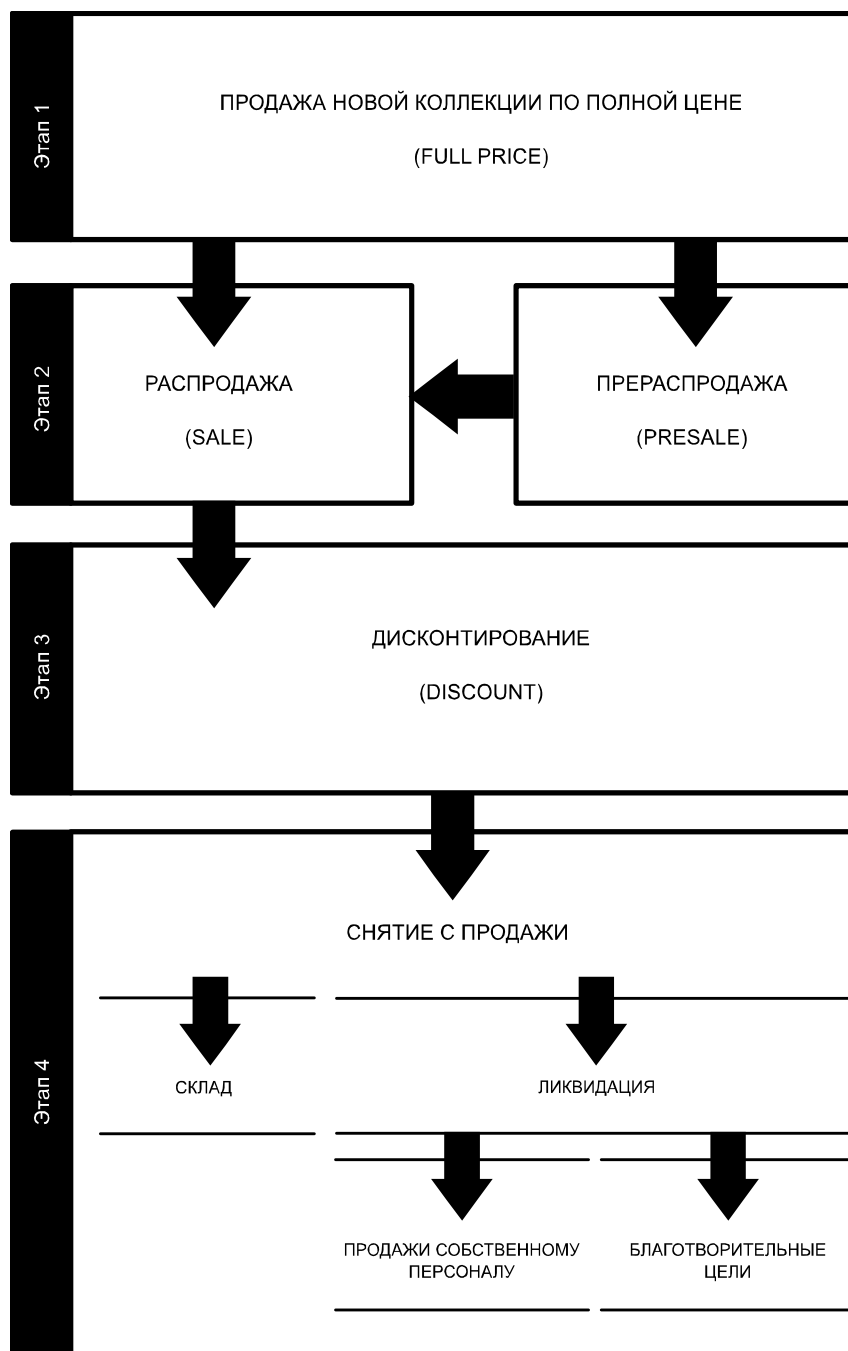 Этап 1
ПРОДАЖА НОВОЙ КОЛЛЕКЦИИ ПО ПОЛНОЙ ЦЕНЕ
(FULL PRICE)
Этап 2
РАСПРОДАЖА
(SALE)
ПРЕРАСПРОДАЖА
(PRESALE)
Этап 3
ДИСКОНТИРОВАНИЕ
(DISCOUNT)
Этап 4
СНЯТИЕ С ПРОДАЖИ
СКЛАД
ЛИКВИДАЦИЯ
ПРОДАЖИ СОБСТВЕННОМУ
ПЕРСОНАЛУ
БЛАГОТВОРИТЕЛЬНЫЕ
ЦЕЛИ